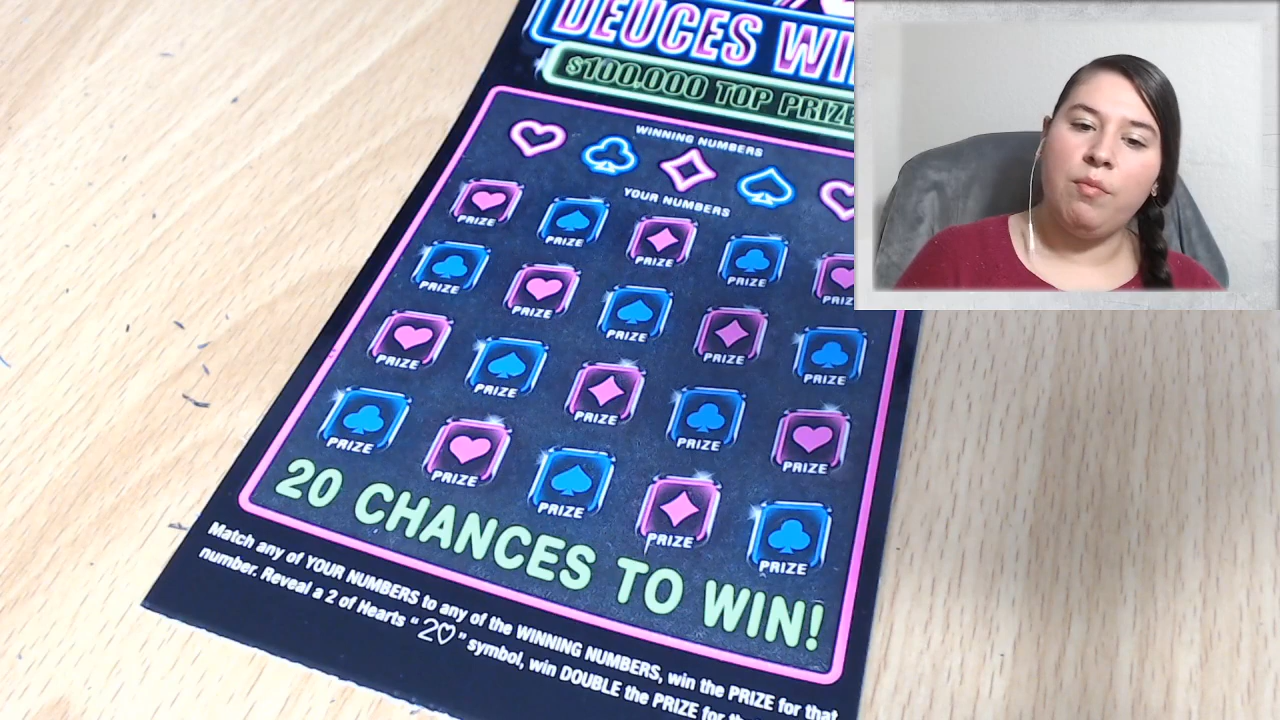 DEUCES WI
$100,000 TOP PRIZE
WINNING NUMBERS
YOUR NUMBERS
PRIZE PRIZE PRIZE PRIZE PRIZE
PRIZE PRIZE PRIZE PRIZE PRIZE
PRIZE PRIZE PRIZE PRIZE PRIZE
PRIZE PRIZE PRIZE PRIZE PRIZE
20 CHANCES TO WIN!
Match any of YOUR NUMBERS to any of the WINNING NUMBERS, win the PRIZE for that
number. Reveal a 2 of Hearts "2♡" symbol, win DOUBLE the PRIZE for